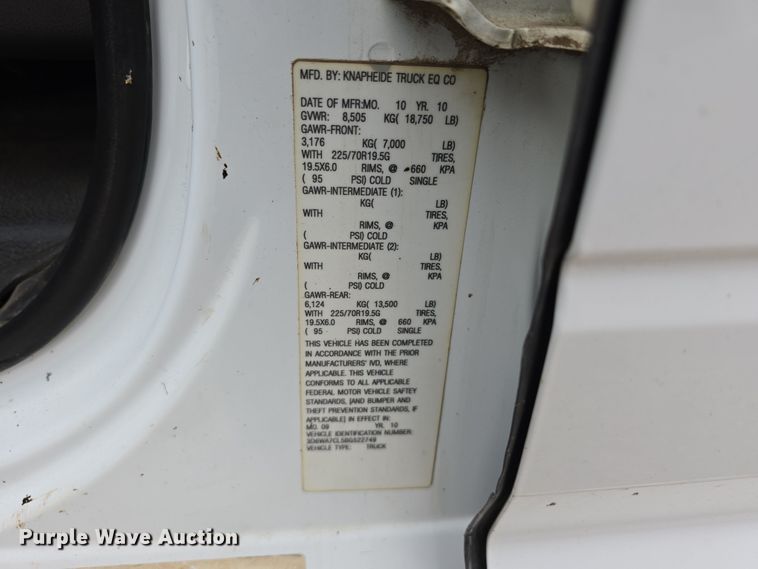 MFD. BY: KNAPHEIDE TRUCK EQ CO
DATE OF MFR:MO. 10 YR. 10
GVWR: 8,505 KG( 18,750 LB)
GAWR-FRONT:
3,176 KG( 7,000 LB)
WITH 225/70R19.5G TIRES,
19.5X6.0 RIMS, @ 660 KPA
( 95 PSI) COLD SINGLE
GAWR-INTERMEDIATE (1):
KG( LB)
WITH TIRES,
RIMS, @ KPA
( PSI) COLD
GAWR-INTERMEDIATE (2):
KG( LB)
WITH TIRES,
RIMS, @ KPA
( PSI) COLD
GAWR-REAR:
6,124 KG( 13,500 LB)
WITH 225/70R19.5G TIRES,
19.5X6.0 RIMS, @ 660 KPA
( 95 PSI) COLD SINGLE
THIS VEHICLE HAS BEEN COMPLETED
IN ACCORDANCE WITH THE PRIOR
MANUFACTURERS' IVD, WHERE
APPLICABLE. THIS VEHICLE
CONFORMS TO ALL APPLICABLE
FEDERAL MOTOR VEHICLE SAFTEY
STANDARDS, [AND BUMPER AND
THEFT PREVENTION STANDARDS, IF
APPLICABLE] IN EFFECT IN:
MO. 09 YR. 10
VEHICLE IDENTIFICATION NUMBER:
3D6WA7CL5BG522749
VEHICLE TYPE: TRUCK
Purple Wave Auction